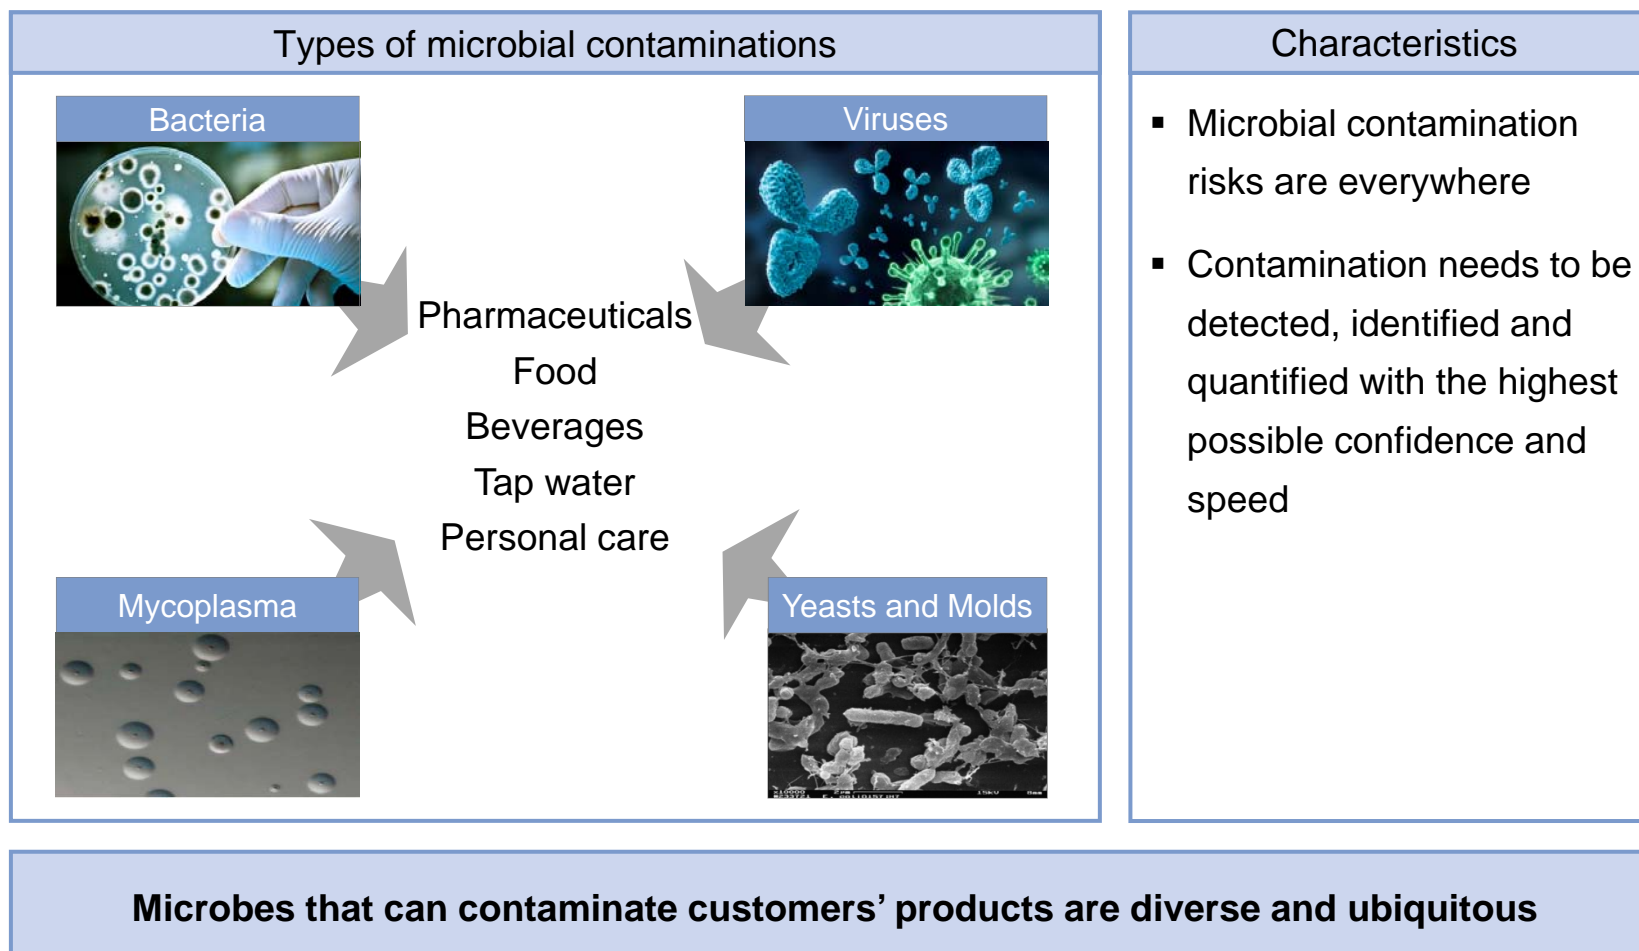 Types of microbial contaminations
Bacteria
Viruses
Pharmaceuticals
Food
Beverages
Tap water
Personal care
Mycoplasma
Yeasts and Molds
Characteristics
▪ Microbial contamination
risks are everywhere
▪ Contamination needs to be
detected, identified and
quantified with the highest
possible confidence and
speed
Microbes that can contaminate customers’ products are diverse and ubiquitous